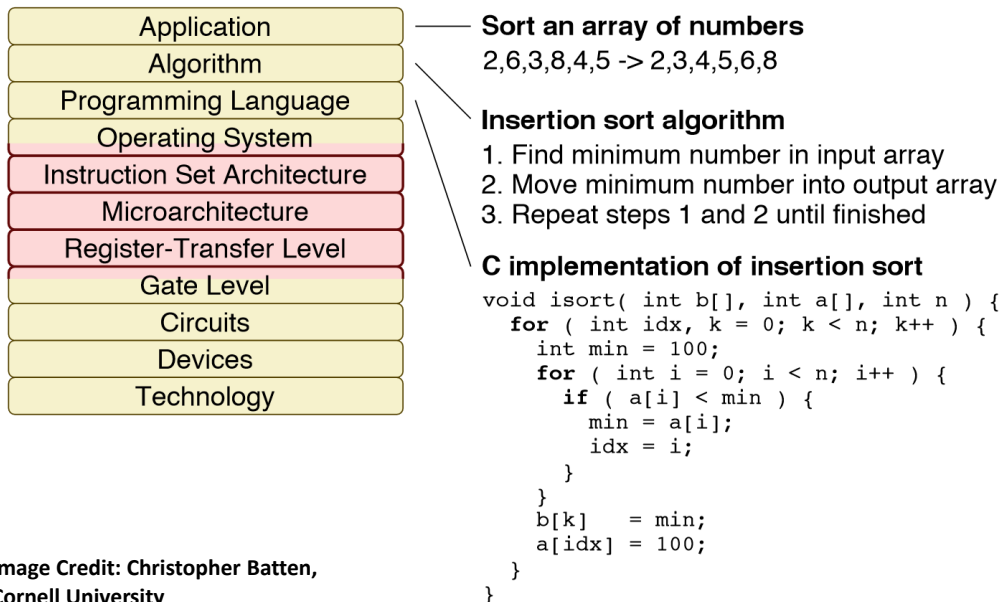 Application
Algorithm
Programming Language
Operating System
Instruction Set Architecture
Microarchitecture
Register-Transfer Level
Gate Level
Circuits
Devices
Technology
Sort an array of numbers
2,6,3,8,4,5 -> 2,3,4,5,6,8
Insertion sort algorithm
1. Find minimum number in input array
2. Move minimum number into output array
3. Repeat steps 1 and 2 until finished
C implementation of insertion sort
void isort( int b[], int a[], int n ) {
  for ( int idx, k = 0; k < n; k++ ) {
    int min = 100;
    for ( int i = 0; i < n; i++ ) {
      if ( a[i] < min ) {
        min = a[i];
        idx = i;
      }
    }
    b[k]   = min;
    a[idx] = 100;
  }
}
mage Credit: Christopher Batten,
Cornell University